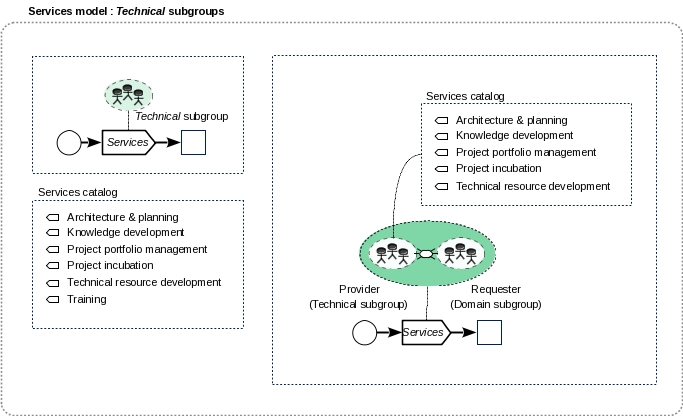 Services model : Technical subgroups
Technical subgroup
Services
Services catalog
Architecture & planning
Knowledge development
Project portfolio management
Project incubation
Technical resource development
Training
Services catalog
Architecture & planning
Knowledge development
Project portfolio management
Project incubation
Technical resource development
Provider
(Technical subgroup)
Requester
(Domain subgroup)
Services